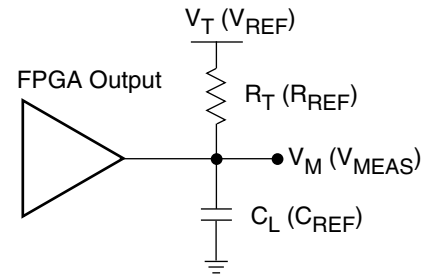 V_T (V_REF)
FPGA Output
R_T (R_REF)
V_M (V_MEAS)
C_L (C_REF)